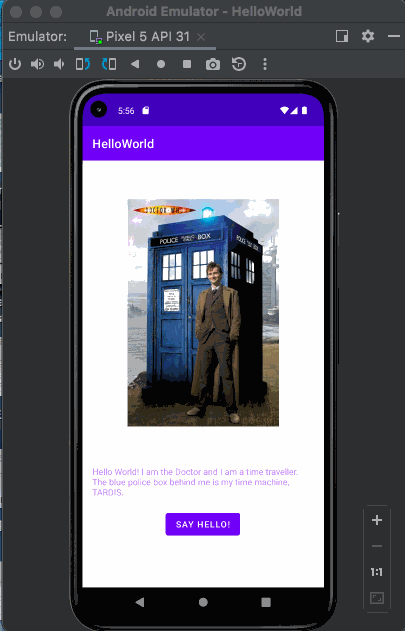 Android Emulator - HelloWorld
Emulator: Pixel 5 API 31
5:56
HelloWorld
DOCTOR WHO
POLICE PUBLIC CALL BOX
Hello World! I am the Doctor and I am a time traveller.
The blue police box behind me is my time machine,
TARDIS.
SAY HELLO!
1:1